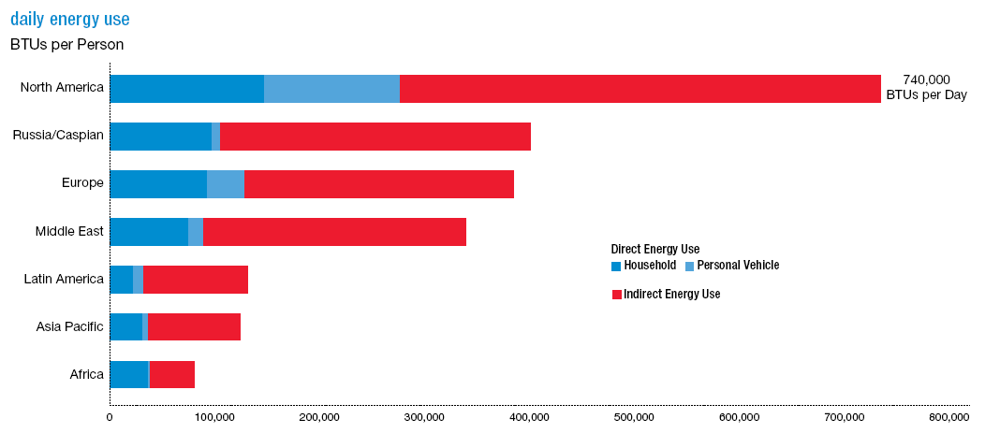 daily energy use
BTUs per Person
North America
740,000
BTUs per Day
Russia/Caspian
Europe
Middle East
Direct Energy Use
Household Personal Vehicle
Latin America
Indirect Energy Use
Asia Pacific
Africa
0 100,000 200,000 300,000 400,000 500,000 600,000 700,000 800,000